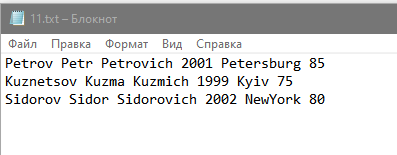 11.txt – Блокнот
Файл Правка Формат Вид Справка
Petrov Petr Petrovich 2001 Petersburg 85
Kuznetsov Kuzma Kuzmich 1999 Kyiv 75
Sidorov Sidor Sidorovich 2002 NewYork 80